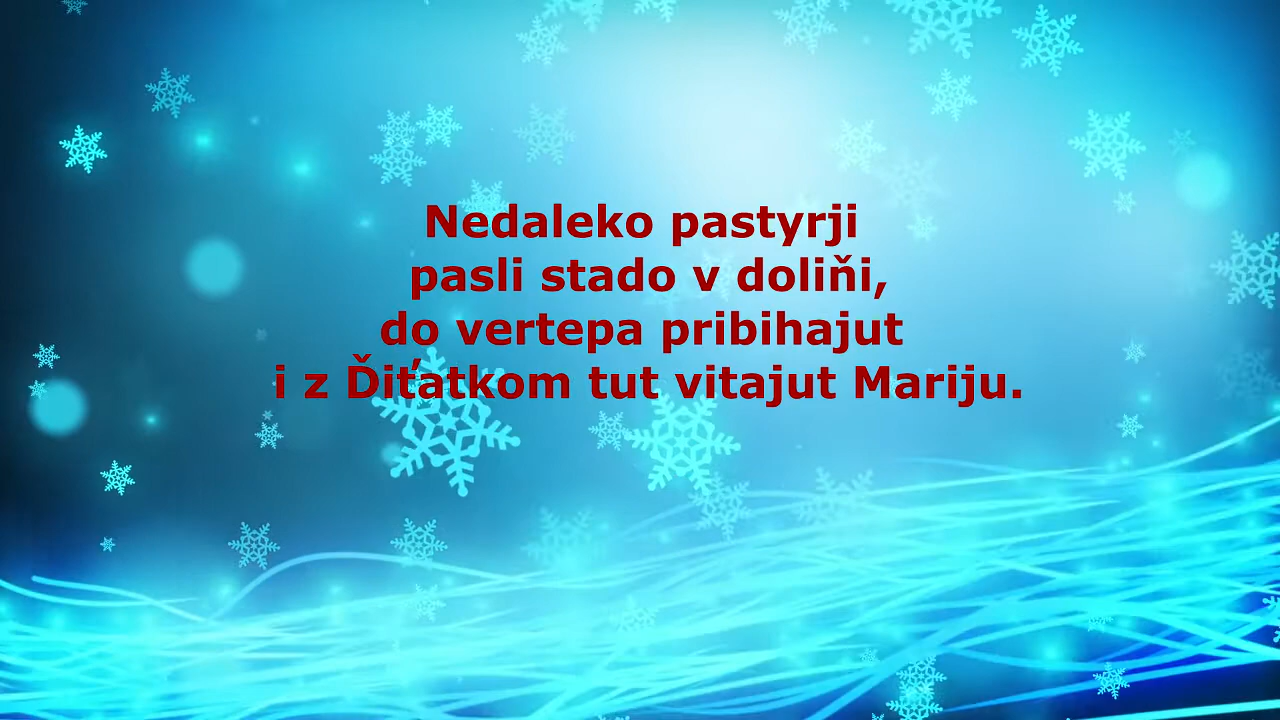 Nedaleko pastyrji
pasli stado v doliňi,
do vertepa pribihajut
i z Ďiťatkom tut vitajut Mariju.